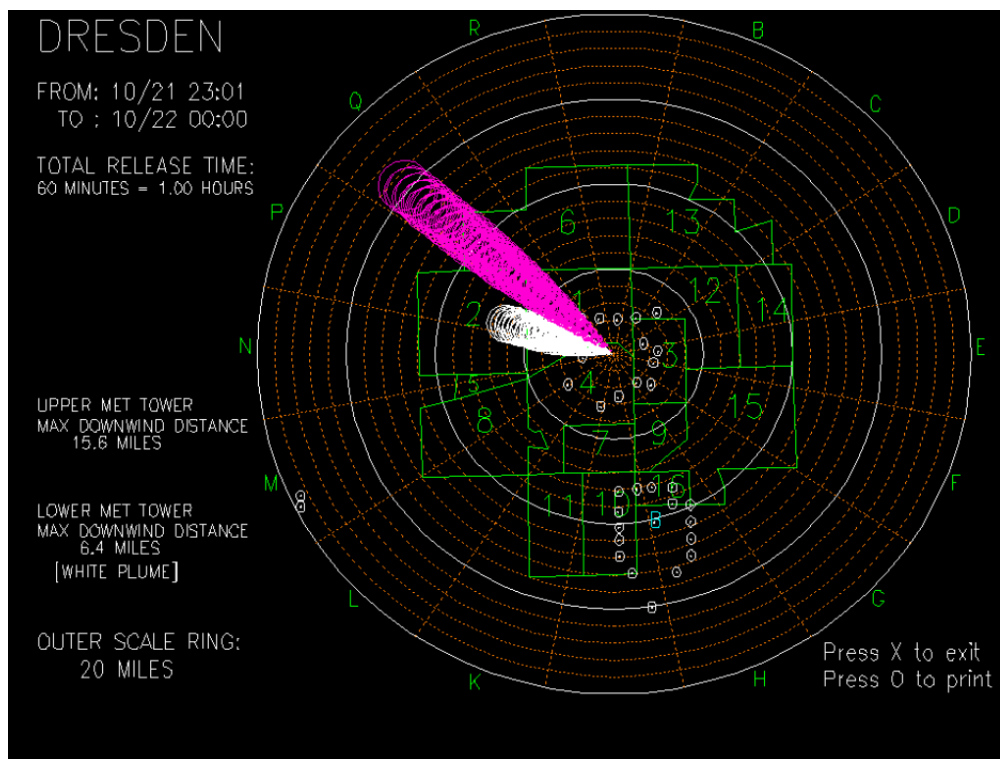 DRESDEN
FROM: 10/21 23:01
TO : 10/22 00:00
TOTAL RELEASE TIME:
60 MINUTES = 1.00 HOURS
UPPER MET TOWER
MAX DOWNWIND DISTANCE
15.6 MILES
LOWER MET TOWER
MAX DOWNWIND DISTANCE
6.4 MILES
[WHITE PLUME]
OUTER SCALE RING:
20 MILES
R
B
Q
C
P
D
N
E
M
F
L
G
K
H
6
13
1
12
2
14
3
4
15
15
8
7
9
11
10
16
B
Press X to exit
Press O to print